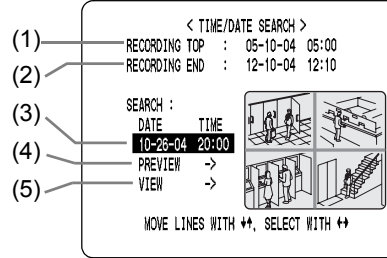 < TIME/DATE SEARCH >
(1) RECORDING TOP : 05-10-04 05:00
(2) RECORDING END : 12-10-04 12:10
SEARCH :
DATE TIME
(3) 10-26-04 20:00
(4) PREVIEW ->
(5) VIEW ->
MOVE LINES WITH ↓↑, SELECT WITH ←→